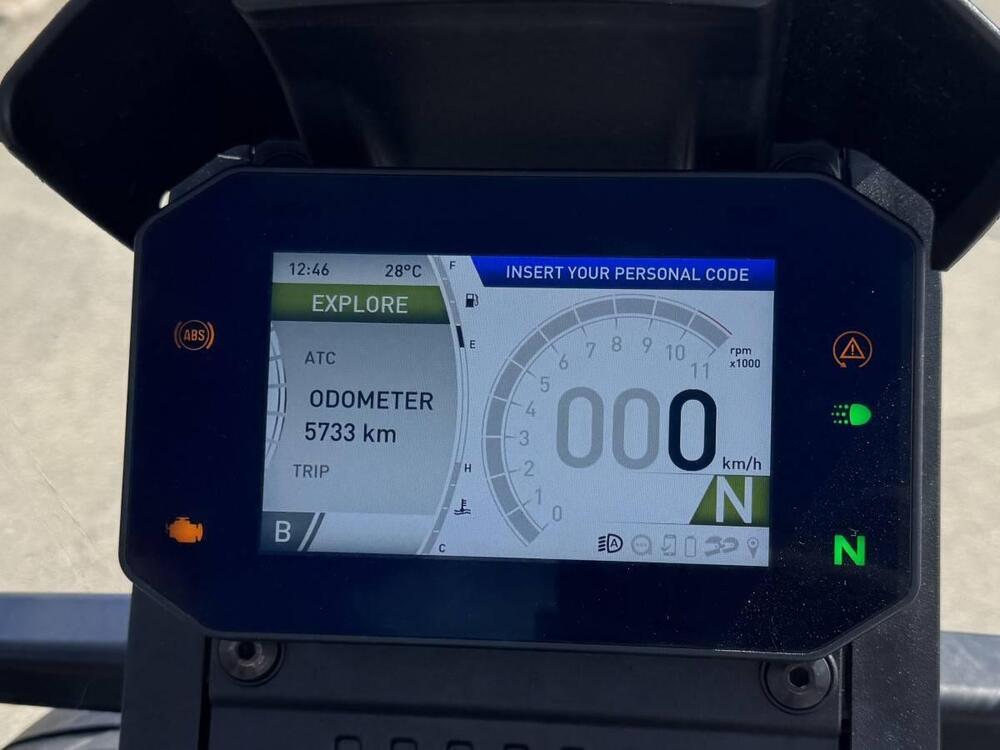 12:46 28°C
INSERT YOUR PERSONAL CODE
EXPLORE
F
E
ATC
ODOMETER
5733 km
TRIP
H
C
B
ABS
0 1 2 3 4 5 6 7 8 9 10 11
rpm
x1000
000
km/h
N
A
N